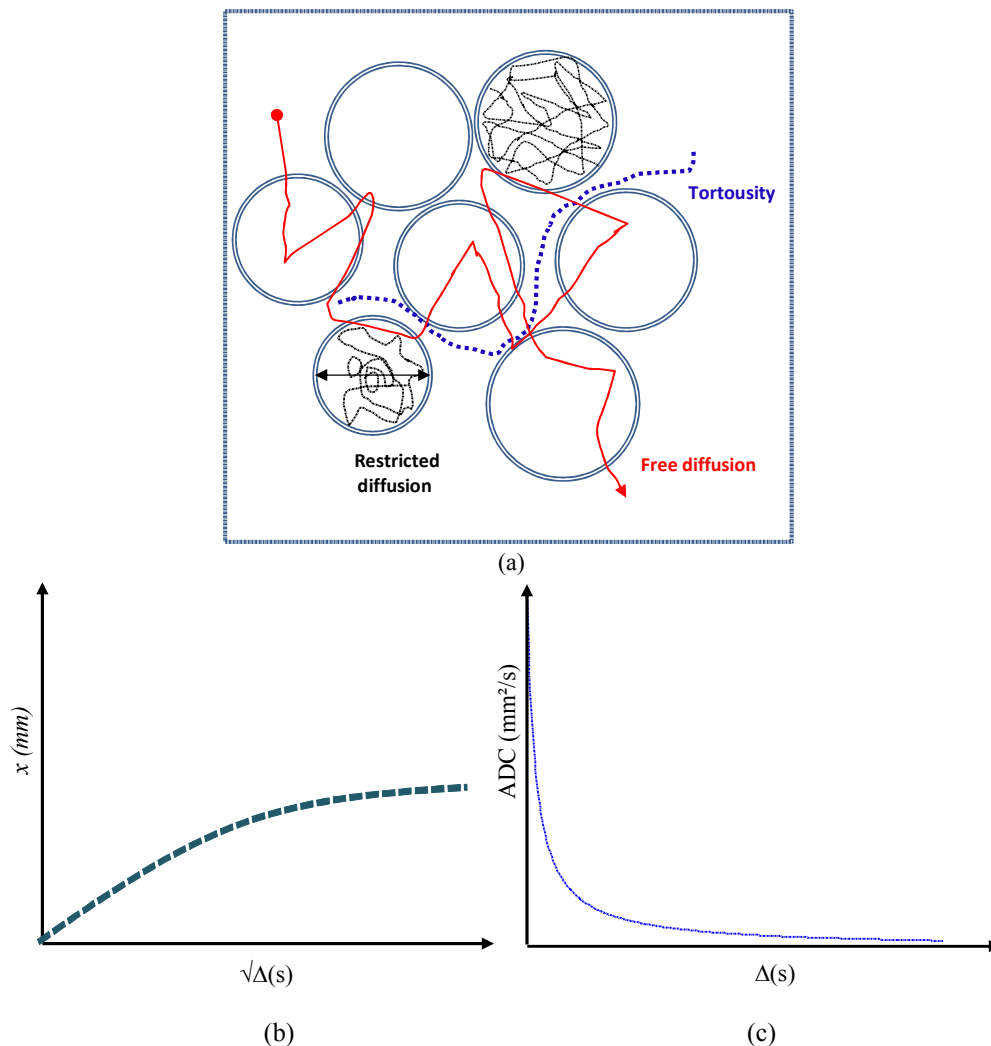 Tortousity
Restricted
diffusion
Free diffusion
(a)
x (mm)
√Δ(s)
(b)
ADC (mm²/s)
Δ(s)
(c)